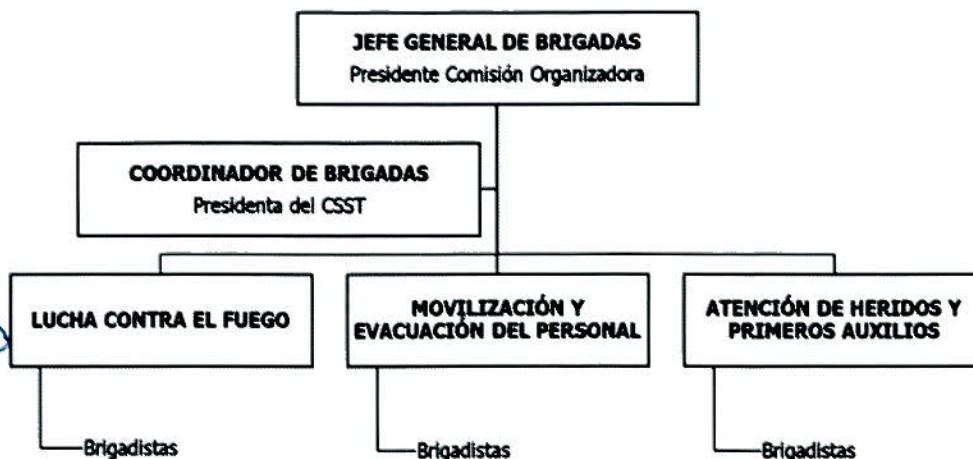 JEFE GENERAL DE BRIGADAS
Presidente Comisión Organizadora
COORDINADOR DE BRIGADAS
Presidenta del CSST
LUCHA CONTRA EL FUEGO
MOVILIZACIÓN Y
EVACUACIÓN DEL PERSONAL
ATENCIÓN DE HERIDOS Y
PRIMEROS AUXILIOS
Brigadistas
Brigadistas
Brigadistas